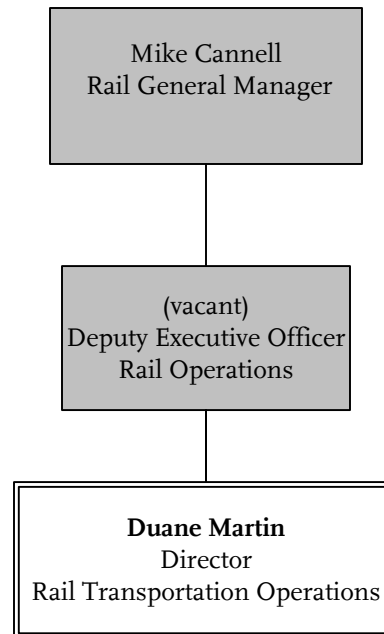 Mike Cannell
Rail General Manager
(vacant)
Deputy Executive Officer
Rail Operations
Duane Martin
Director
Rail Transportation Operations